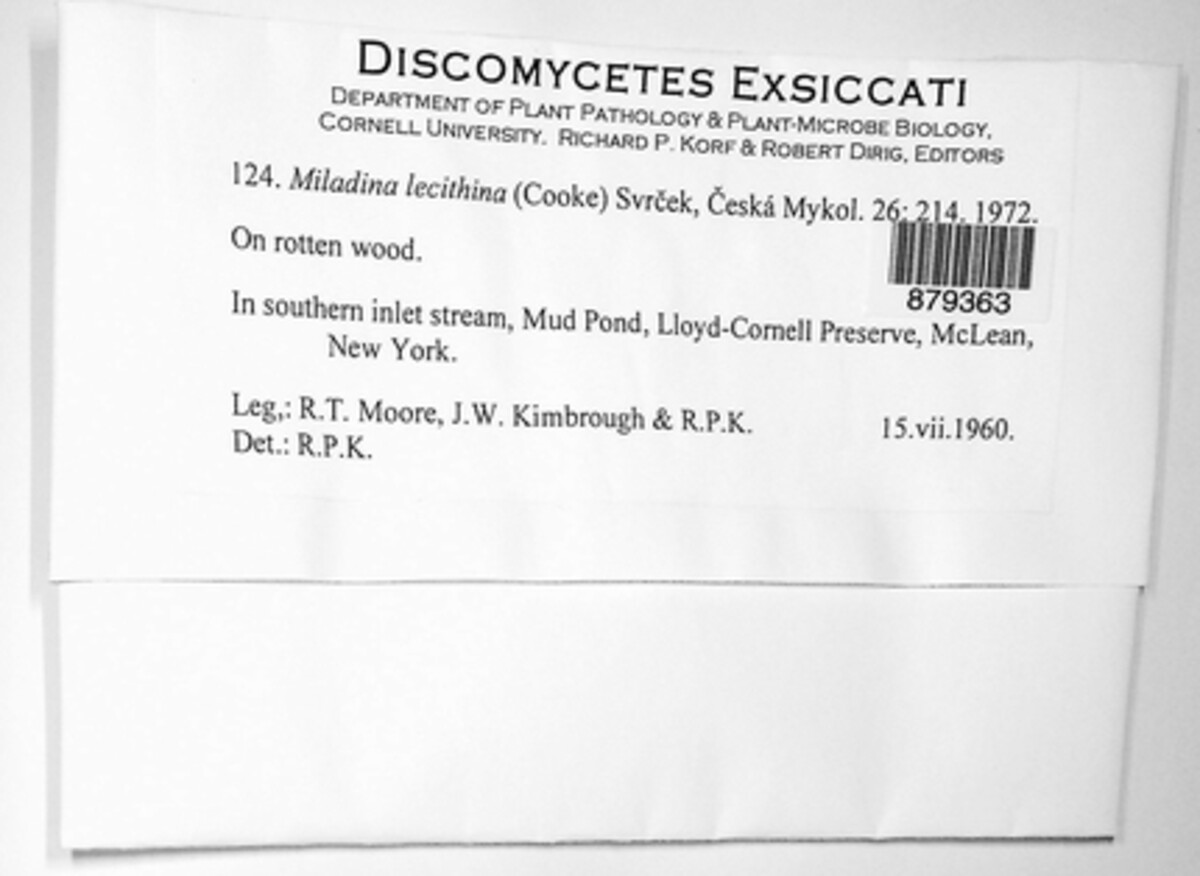 DISCOMYCETES EXSICCATI
DEPARTMENT OF PLANT PATHOLOGY & PLANT-MICROBE BIOLOGY,
CORNELL UNIVERSITY. RICHARD P. KORF & ROBERT DIRIG, EDITORS
124. Miladina lecithina (Cooke) Svrček, Česká Mykol. 26: 214. 1972.
On rotten wood.
879363
In southern inlet stream, Mud Pond, Lloyd-Cornell Preserve, McLean,
New York.
Leg,: R.T. Moore, J.W. Kimbrough & R.P.K. 15.vii.1960.
Det.: R.P.K.